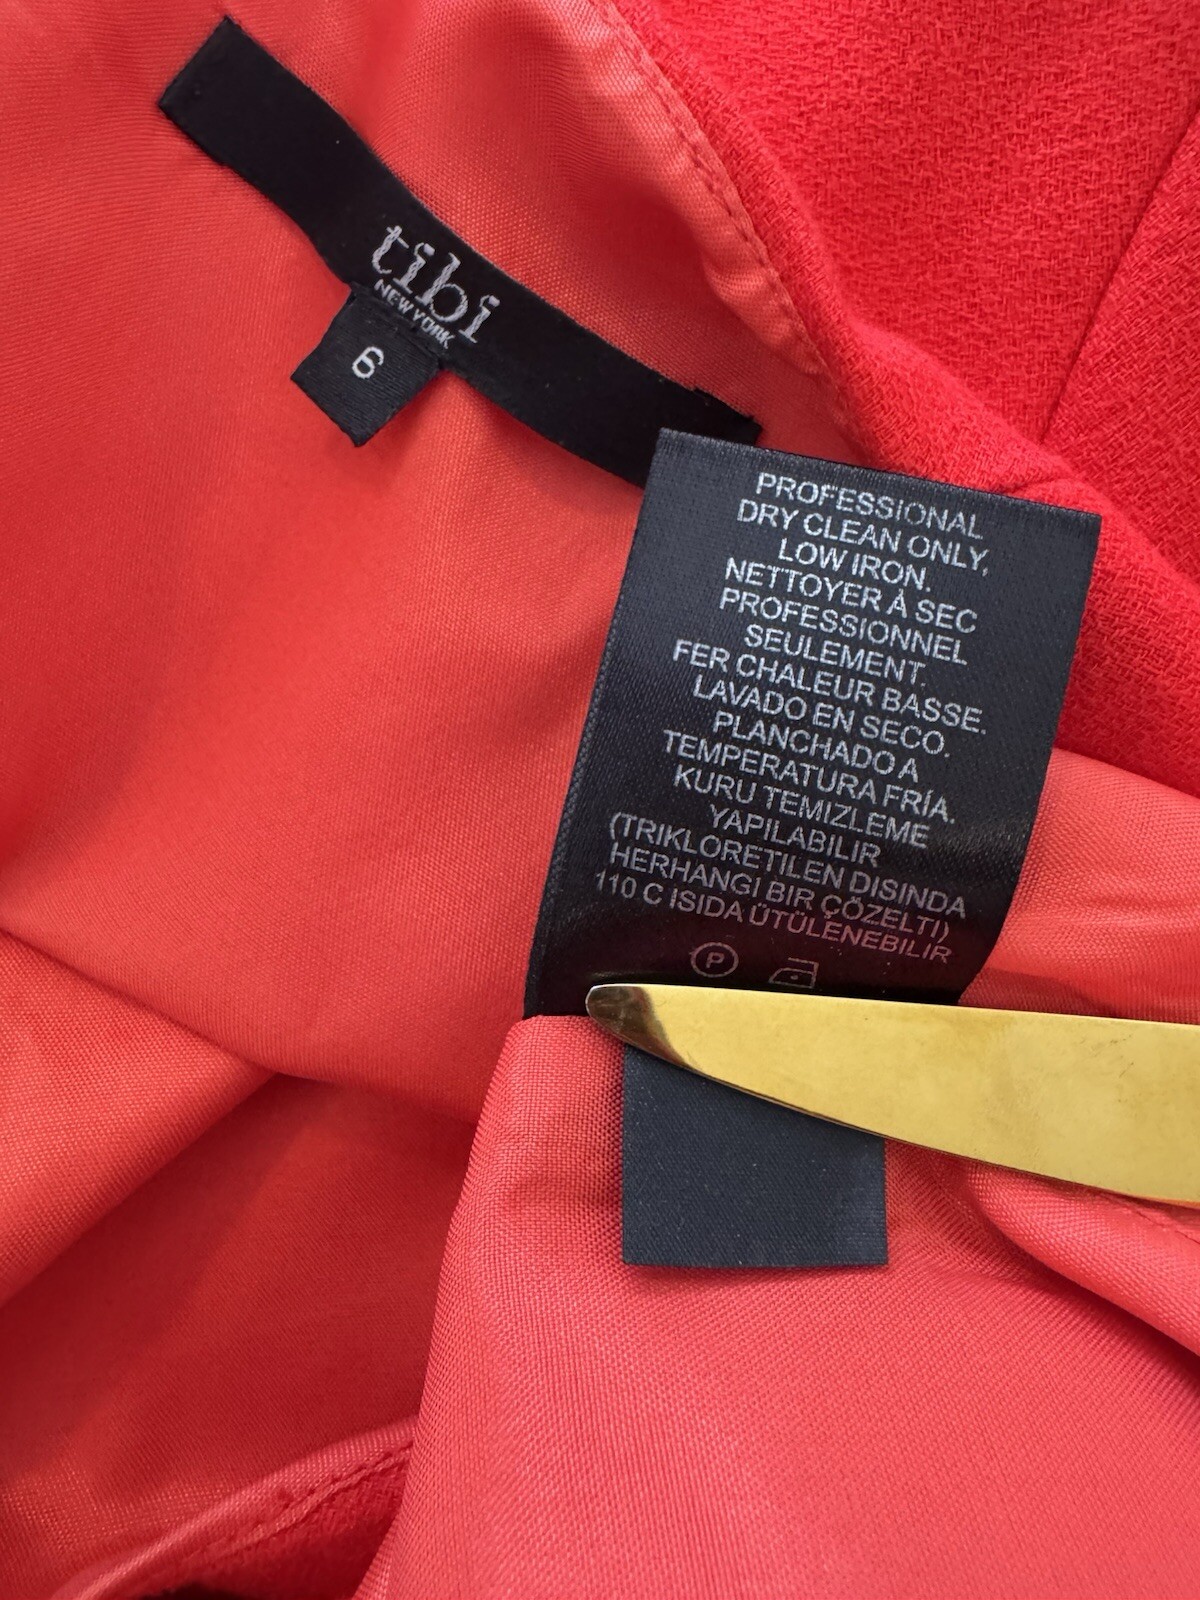 tibi
NEW YORK
6
PROFESSIONAL
DRY CLEAN ONLY,
LOW IRON.
NETTOYER À SEC
PROFESSIONNEL
SEULEMENT.
FER CHALEUR BASSE.
LAVADO EN SECO.
PLANCHADO A
TEMPERATURA FRÍA.
KURU TEMIZLEME
YAPILABILIR
(TRIKLORETILEN DISINDA
HERHANGI BIR ÇÖZELTI)
110 C ISIDA ÜTÜLENEBILIR
P